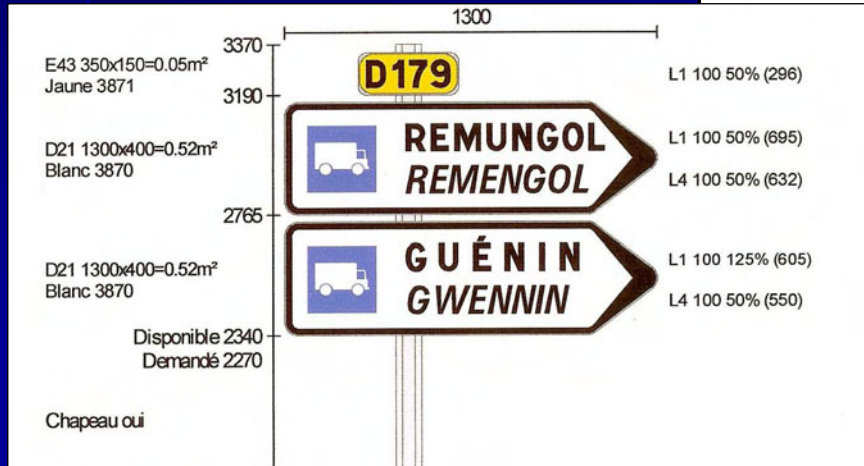 1300
3370
E43 350x150=0.05m²
Jaune 3871
D179
L1 100 50% (296)
3190
D21 1300x400=0.52m²
Blanc 3870
REMUNGOL
REMENGOL
L1 100 50% (695)
L4 100 50% (632)
2765
D21 1300x400=0.52m²
Blanc 3870
GUÉNIN
GWENNIN
L1 100 125% (605)
L4 100 50% (550)
Disponible 2340
Demandé 2270
Chapeau oui